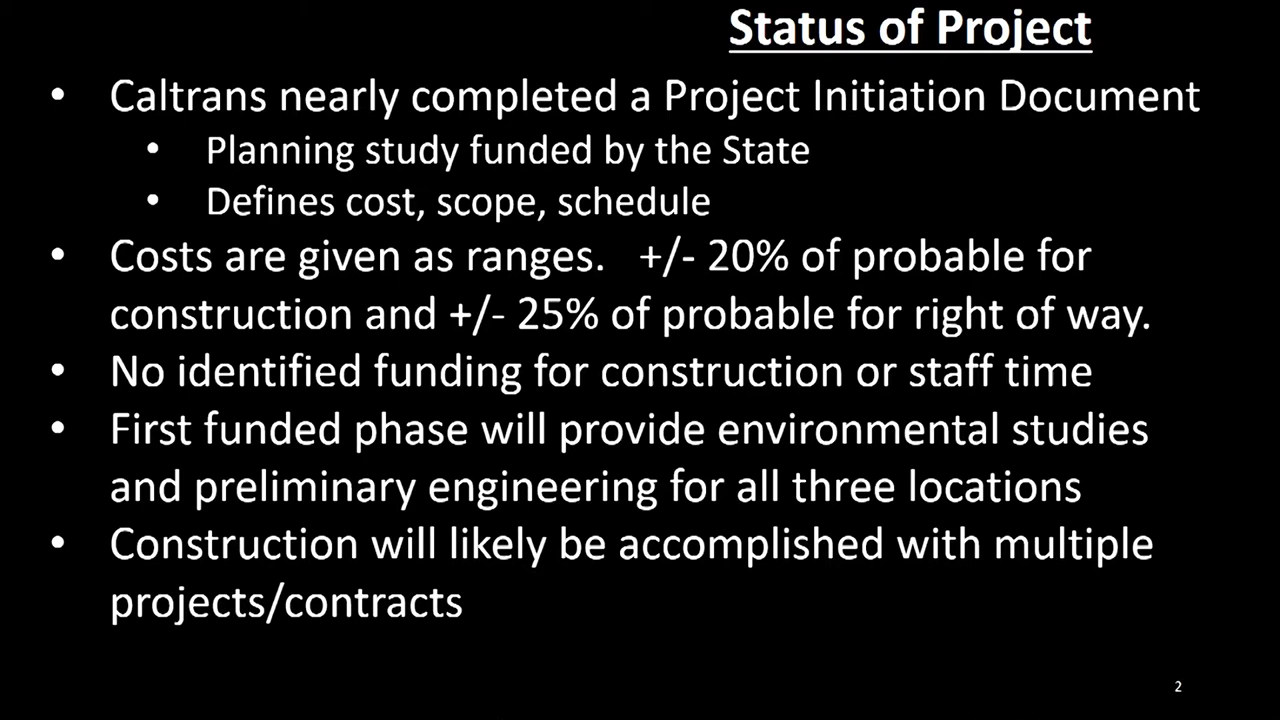 Status of Project
• Caltrans nearly completed a Project Initiation Document
• Planning study funded by the State
• Defines cost, scope, schedule
• Costs are given as ranges. +/- 20% of probable for
construction and +/- 25% of probable for right of way.
• No identified funding for construction or staff time
• First funded phase will provide environmental studies
and preliminary engineering for all three locations
• Construction will likely be accomplished with multiple
projects/contracts
2